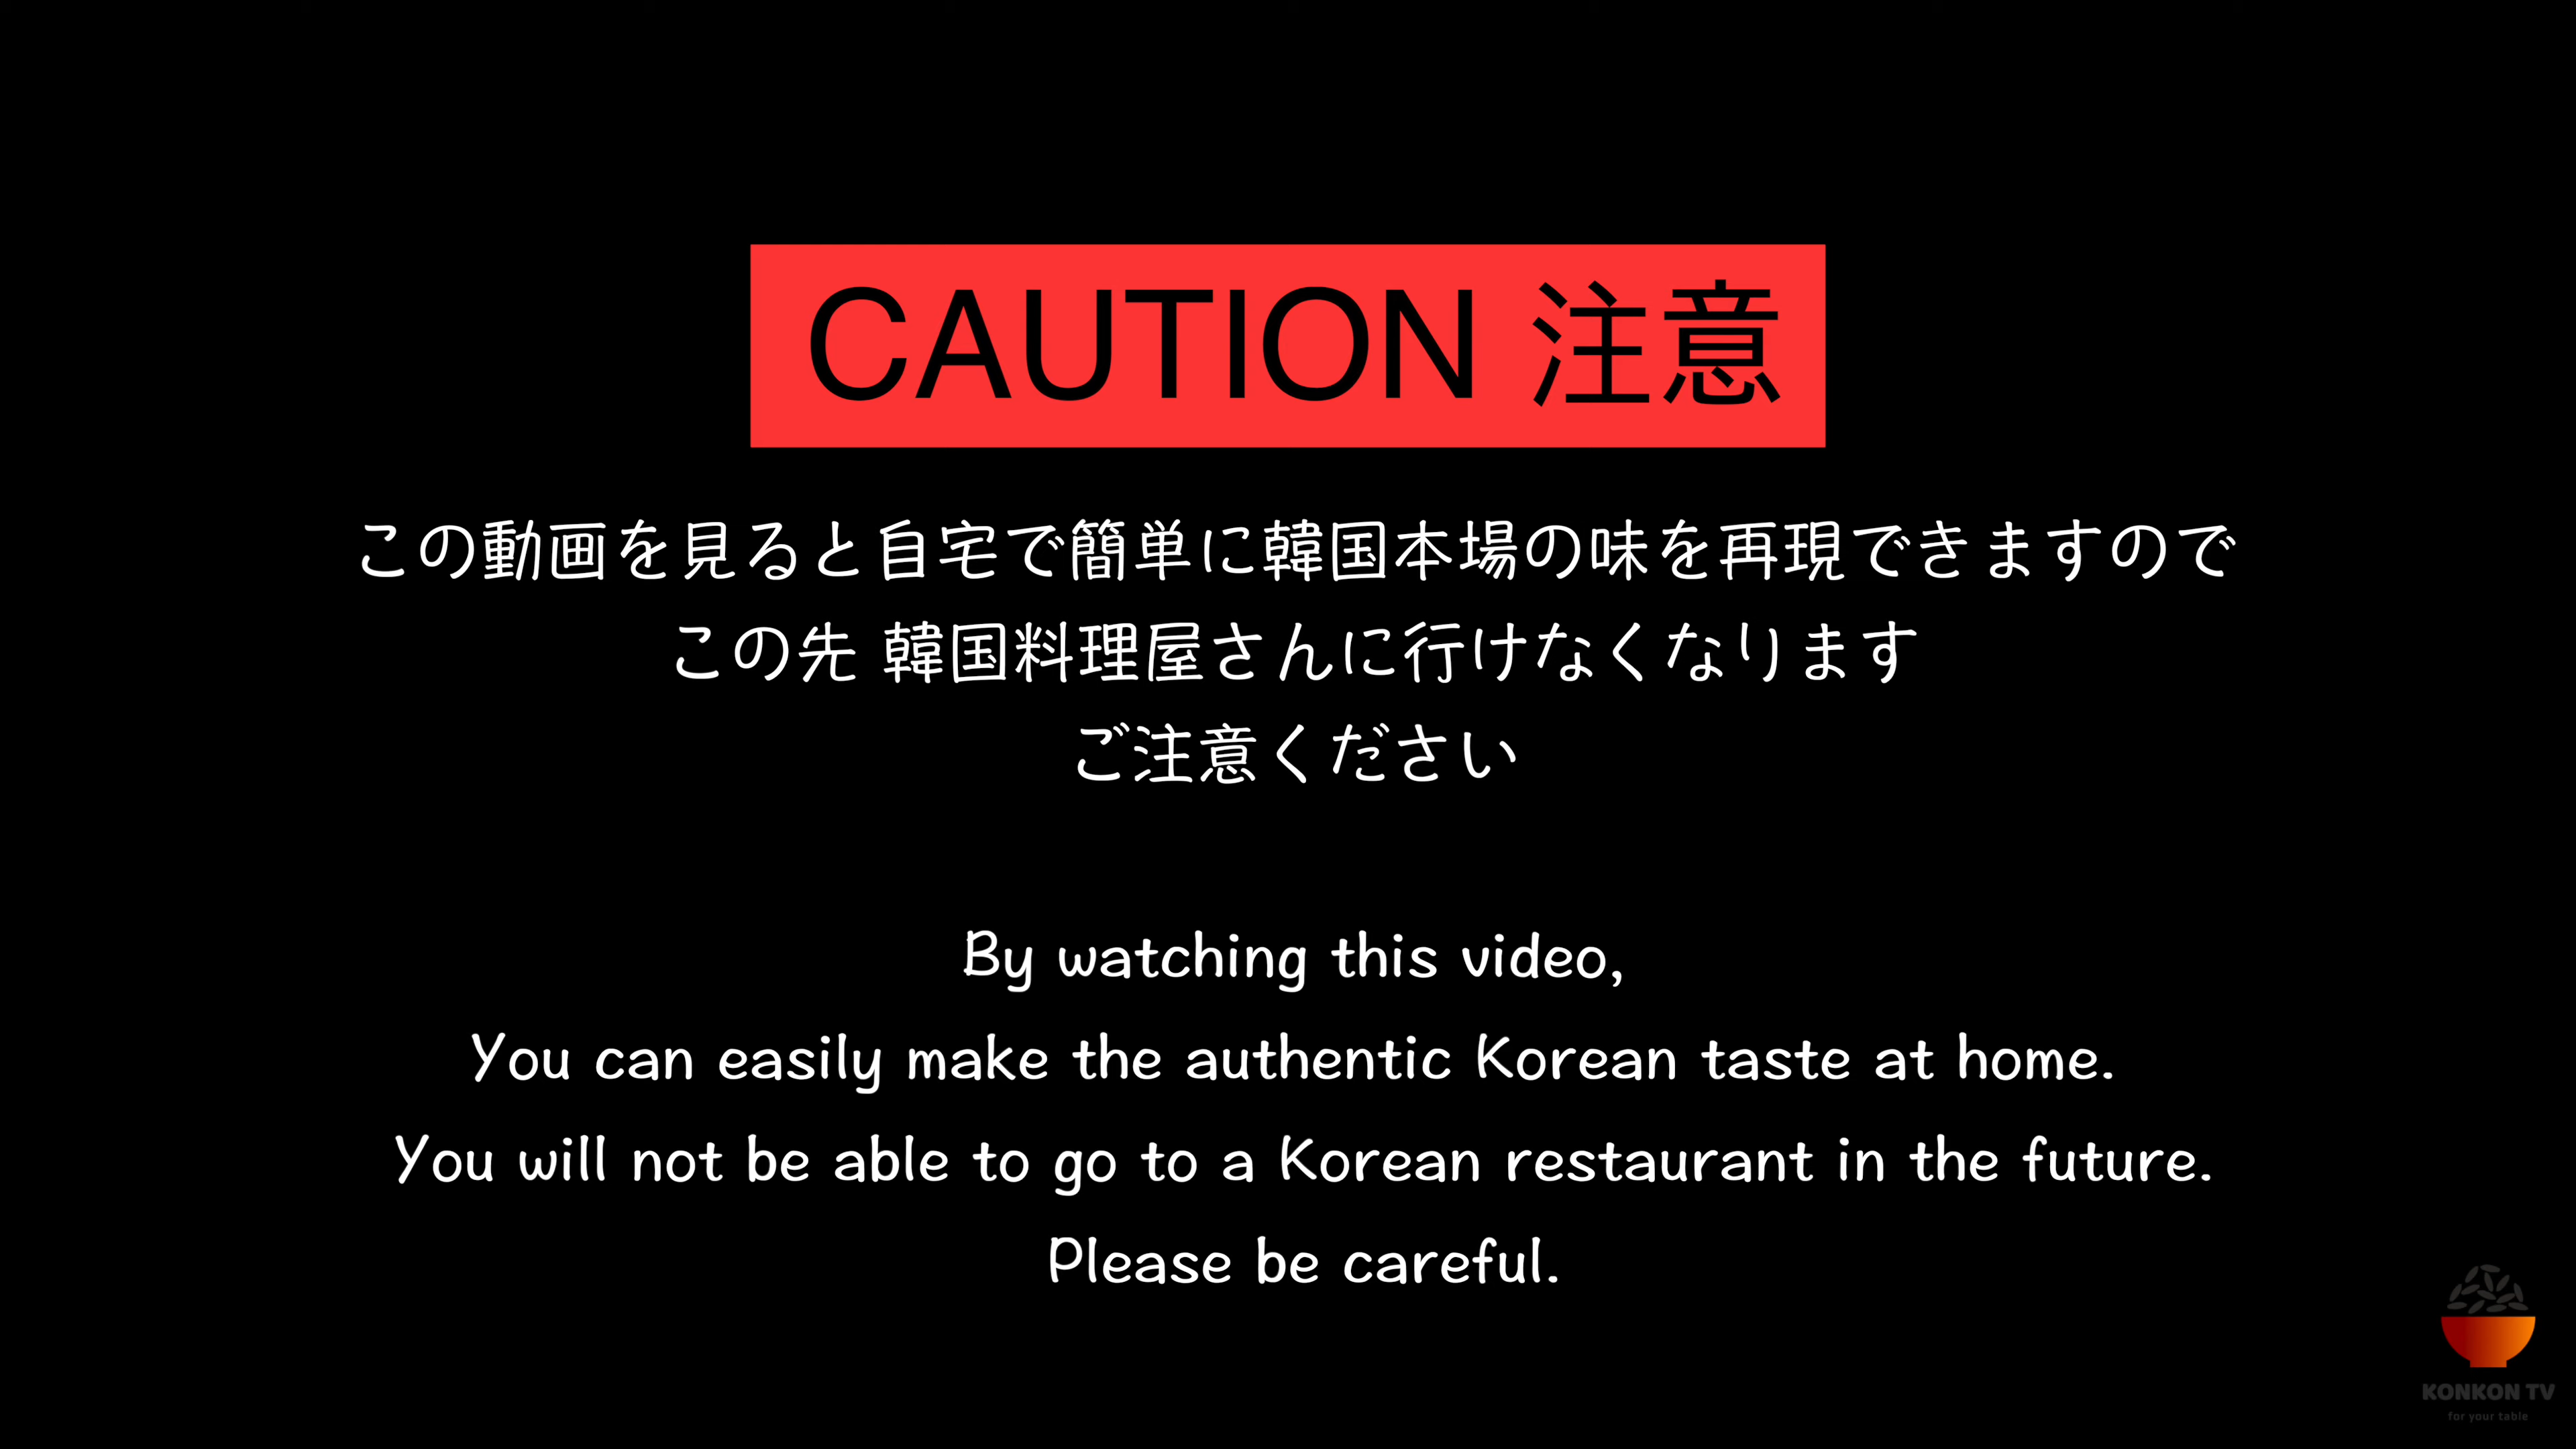 CAUTION 注意
この動画を見ると自宅で簡単に韓国本場の味を再現できますので
この先 韓国料理屋さんに行けなくなります
ご注意ください
By watching this video,
You can easily make the authentic Korean taste at home.
You will not be able to go to a Korean restaurant in the future.
Please be careful.
KONKON TV
for your table